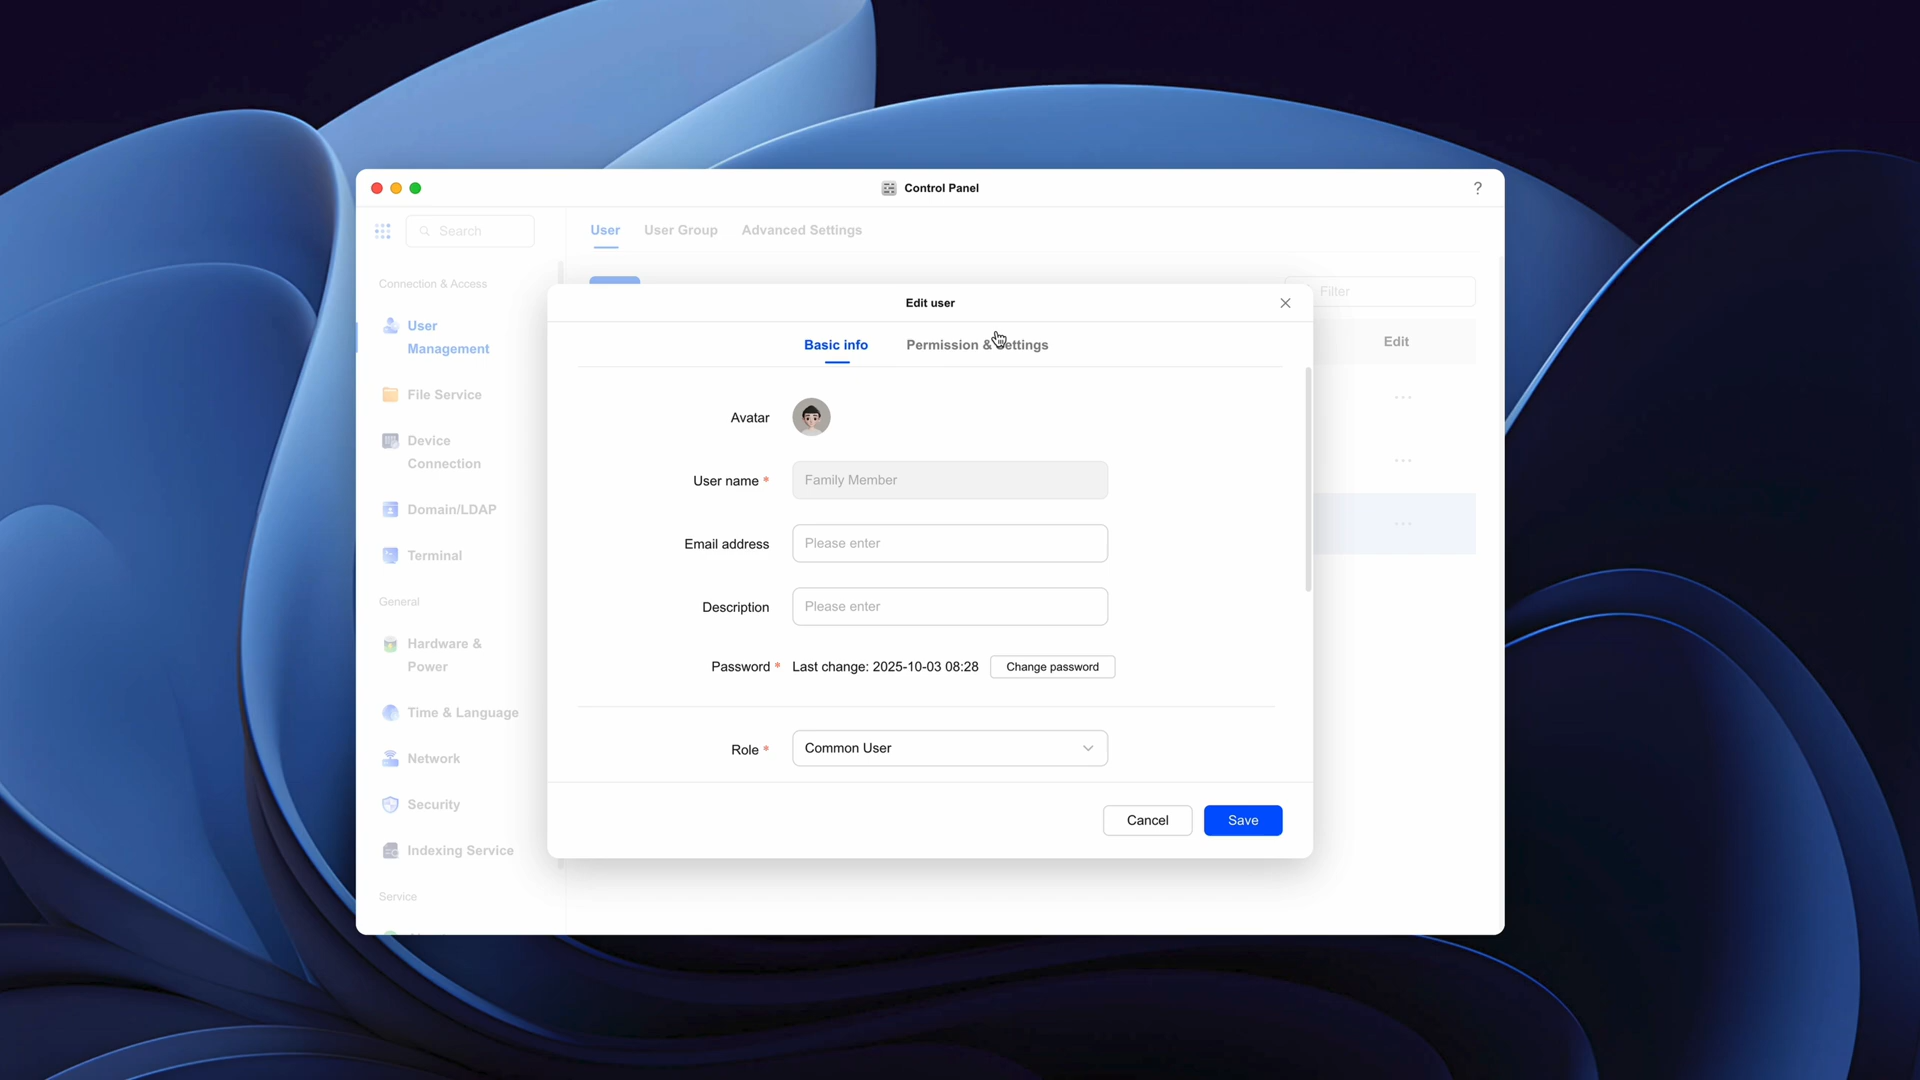 Control Panel
?
Search
User
User Group
Advanced Settings
Connection & Access
User
Management
File Service
Device
Connection
Domain/LDAP
Terminal
General
Hardware &
Power
Time & Language
Network
Security
Indexing Service
Service
Filter
Edit
Edit user
Basic info
Permission & Settings
Avatar
User name *
Family Member
Email address
Please enter
Description
Please enter
Password * Last change: 2025-10-03 08:28 Change password
Role *
Common User
Cancel
Save